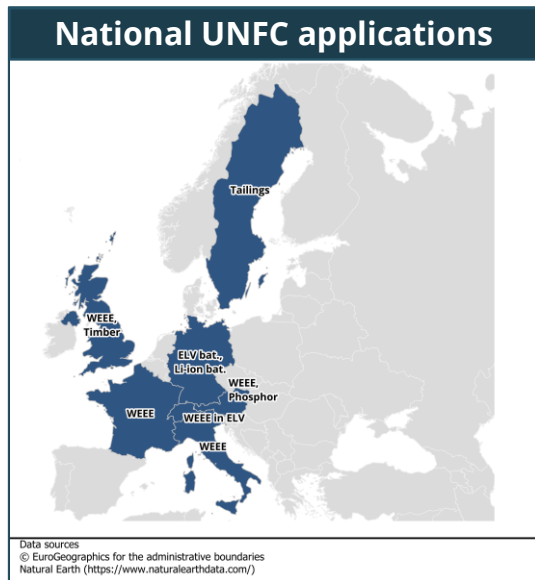 National UNFC applications
Tailings
WEEE,
Timber
ELV bat.,
Li-ion bat.
WEEE,
Phosphor
WEEE
WEEE in ELV
WEEE
Data sources
© EuroGeographics for the administrative boundaries
Natural Earth (https://www.naturalearthdata.com/)